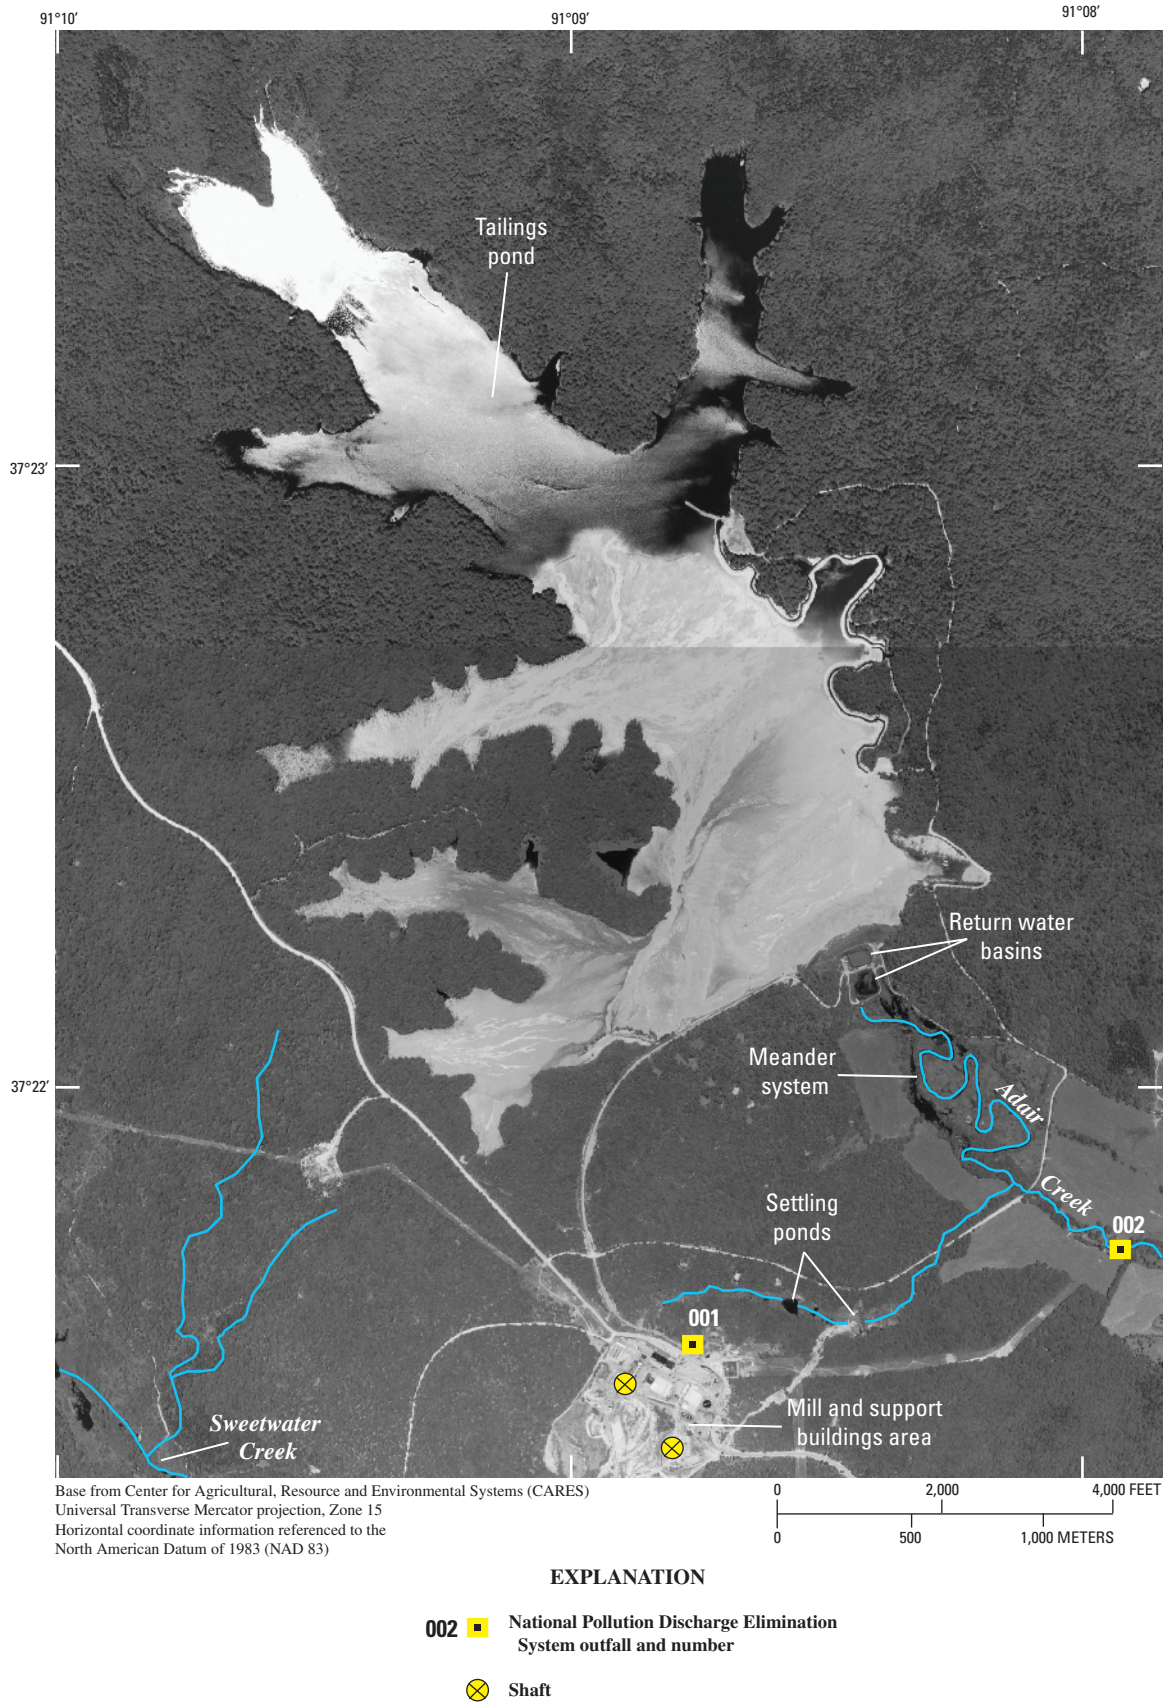 91°10′
91°09′
91°08′
Tailings
pond
37°23′
Return water
basins
Meander
system
37°22′
Adair
Creek
Settling
ponds
002
001
Sweetwater
Creek
Mill and support
buildings area
Base from Center for Agricultural, Resource and Environmental Systems (CARES)
Universal Transverse Mercator projection, Zone 15
Horizontal coordinate information referenced to the
North American Datum of 1983 (NAD 83)
0 2,000 4,000 FEET
0 500 1,000 METERS
EXPLANATION
002 National Pollution Discharge Elimination
System outfall and number
Shaft